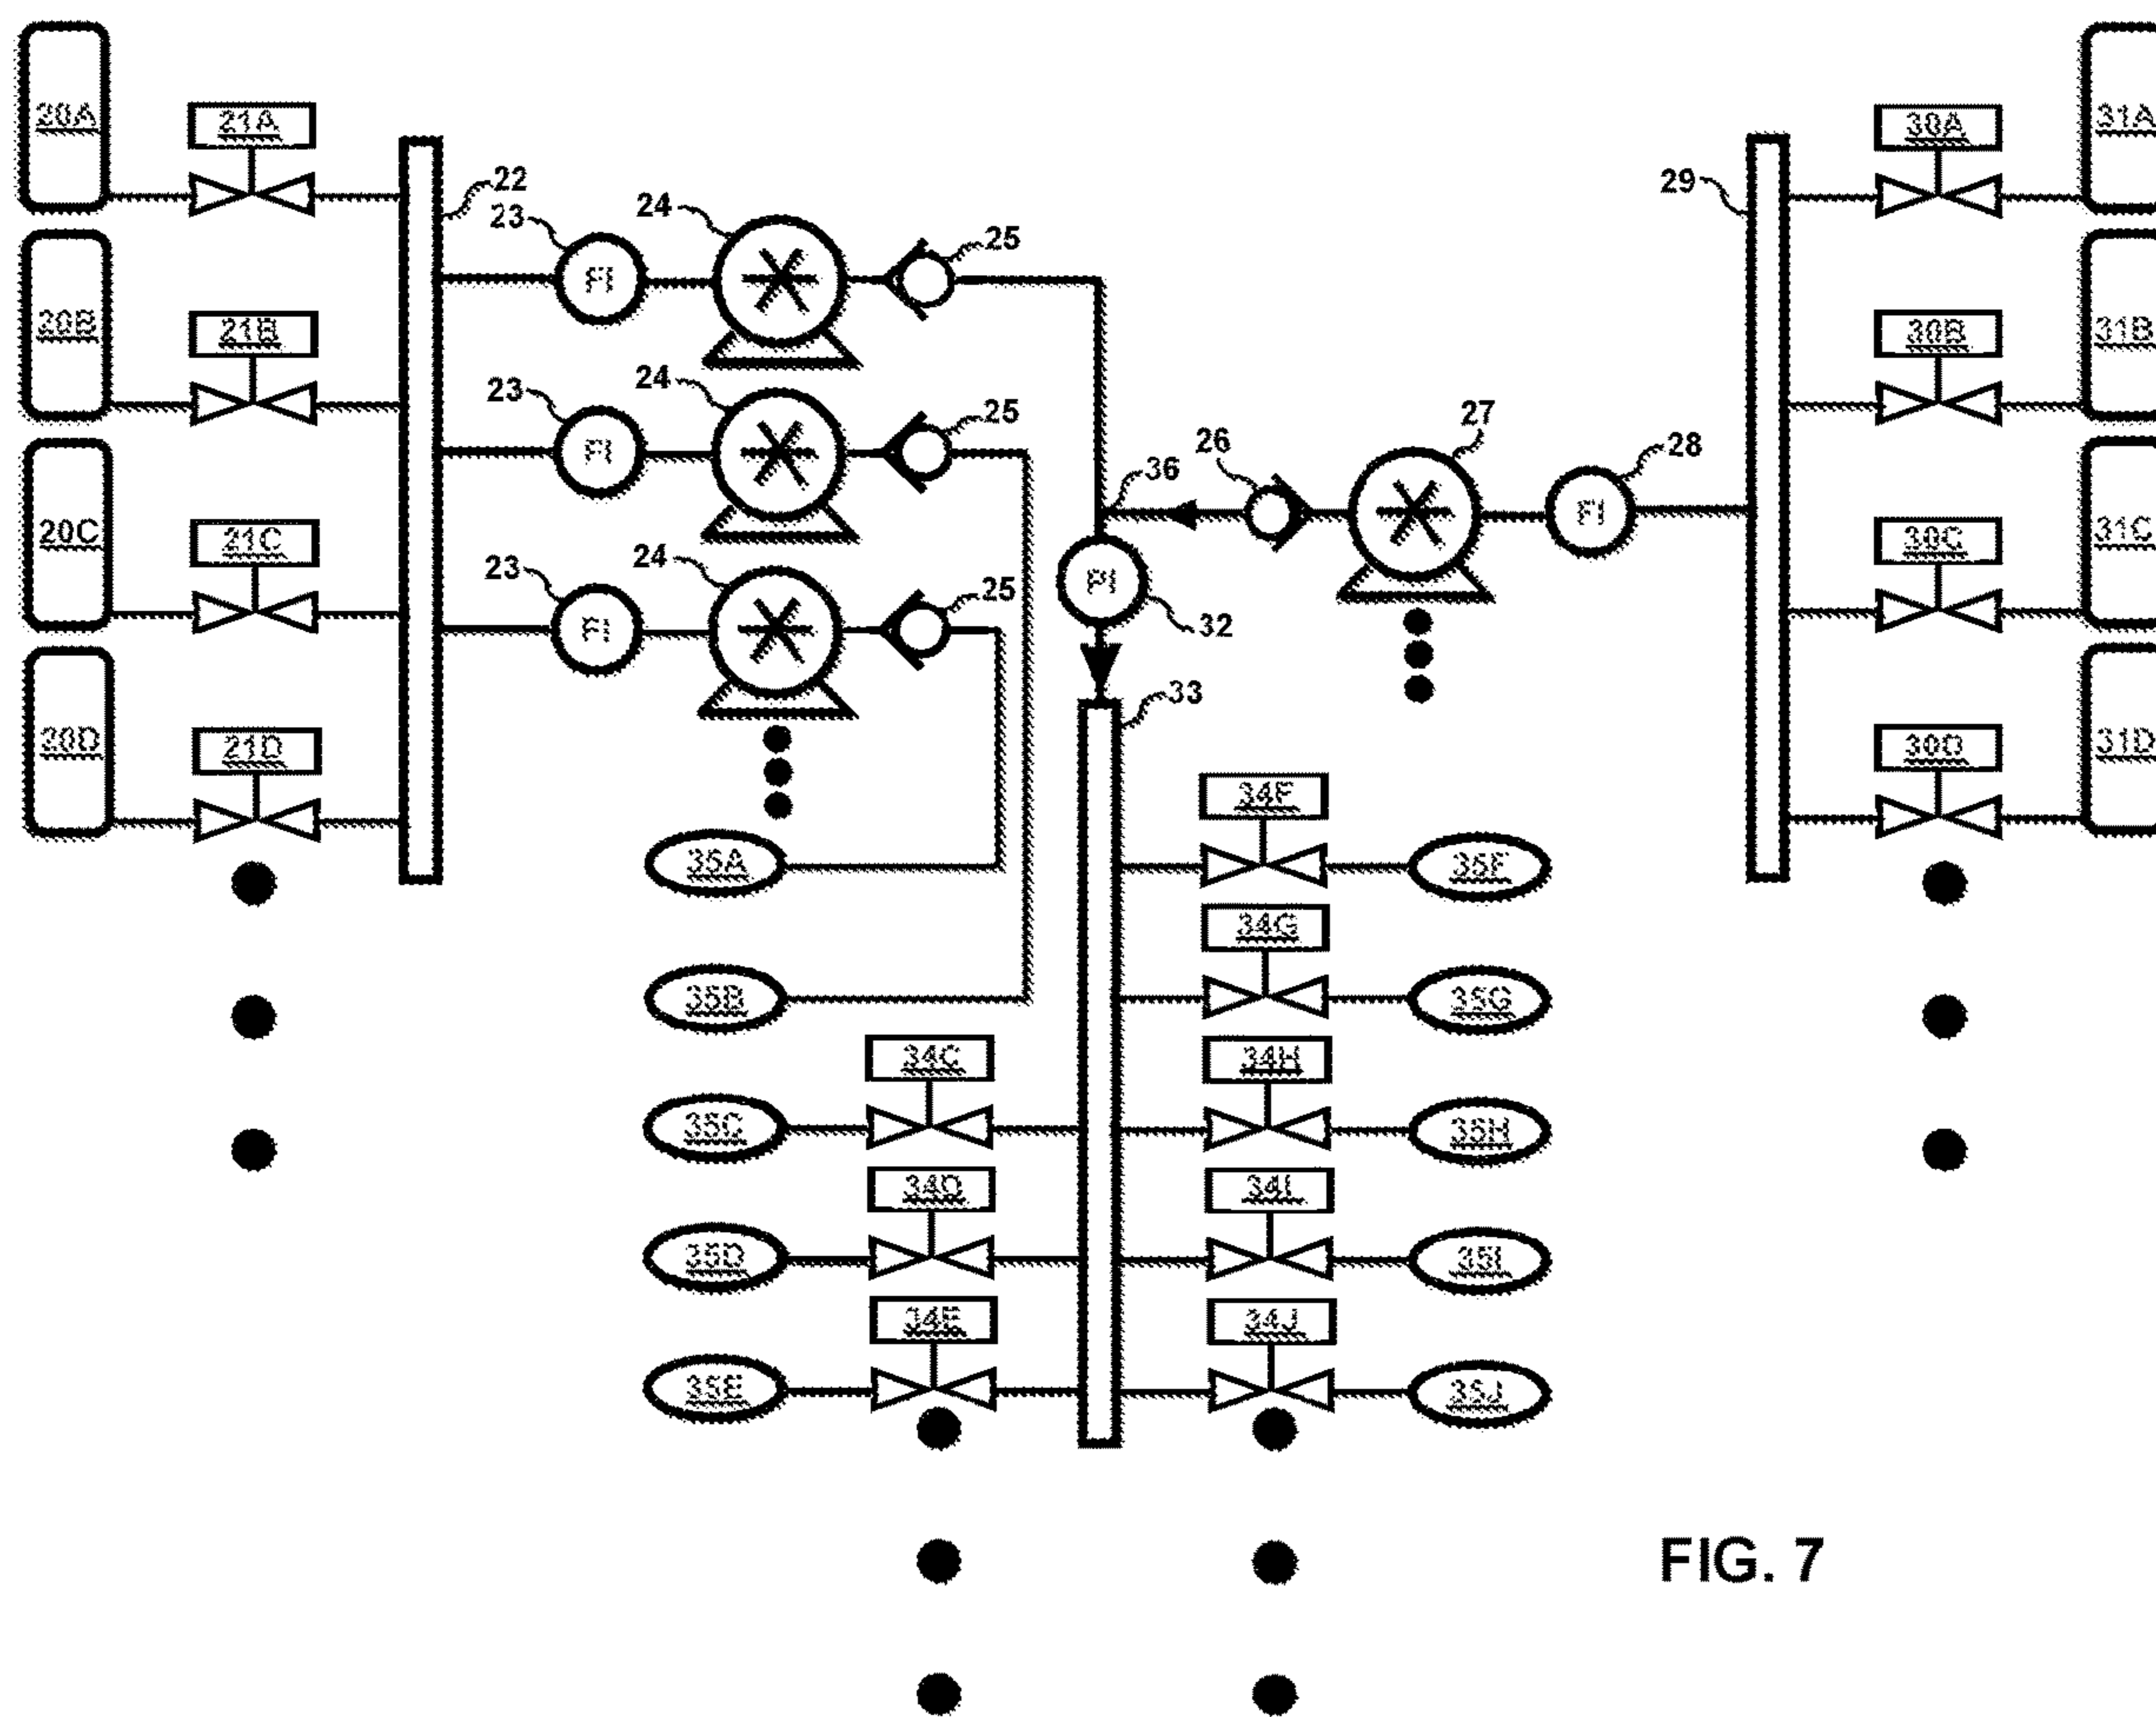 20A
21A
22
23
24
25
FI
30A
31A
29
20B
21B
23
24
25
FI
27
26
36
28
FI
30B
31B
20C
21C
23
24
25
FI
PI
32
30C
31C
20D
21D
33
30D
31D
35A
34F
35F
35B
34G
35G
34C
35C
34H
35H
34D
35D
34I
35I
34E
35E
34J
35J
FIG. 7